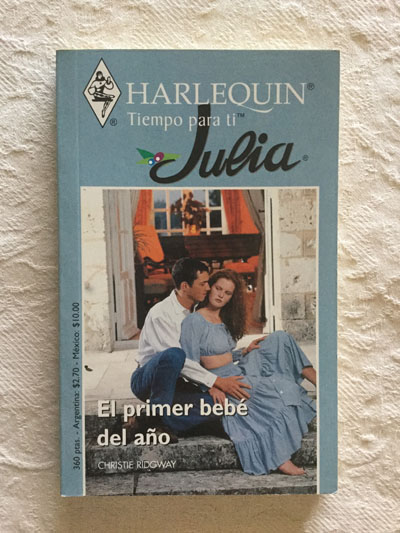 HARLEQUIN®
Tiempo para ti™
Julia®
®
El primer bebé
del año
CHRISTIE RIDGWAY
360 ptas. - Argentina: $2.70 - México: $10.00